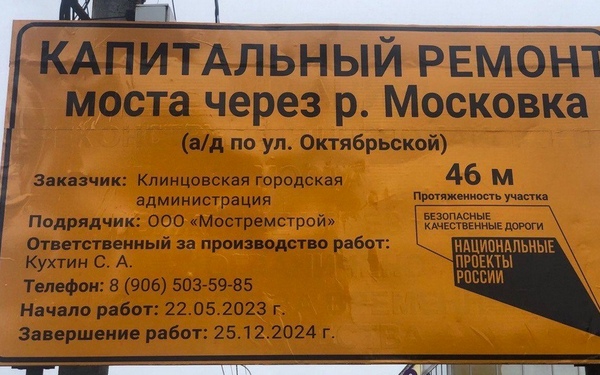 КАПИТАЛЬНЫЙ РЕМОНТ
моста через р. Московка
(а/д по ул. Октябрьской)
Заказчик: Клинцовская городская
администрация
Подрядчик: ООО «Мостремстрой»
Ответственный за производство работ:
Кухтин С. А.
Телефон: 8 (906) 503-59-85
Начало работ: 22.05.2023 г.
Завершение работ: 25.12.2024 г.
46 м
Протяженность участка
БЕЗОПАСНЫЕ
КАЧЕСТВЕННЫЕ ДОРОГИ
НАЦИОНАЛЬНЫЕ
ПРОЕКТЫ
РОССИИ